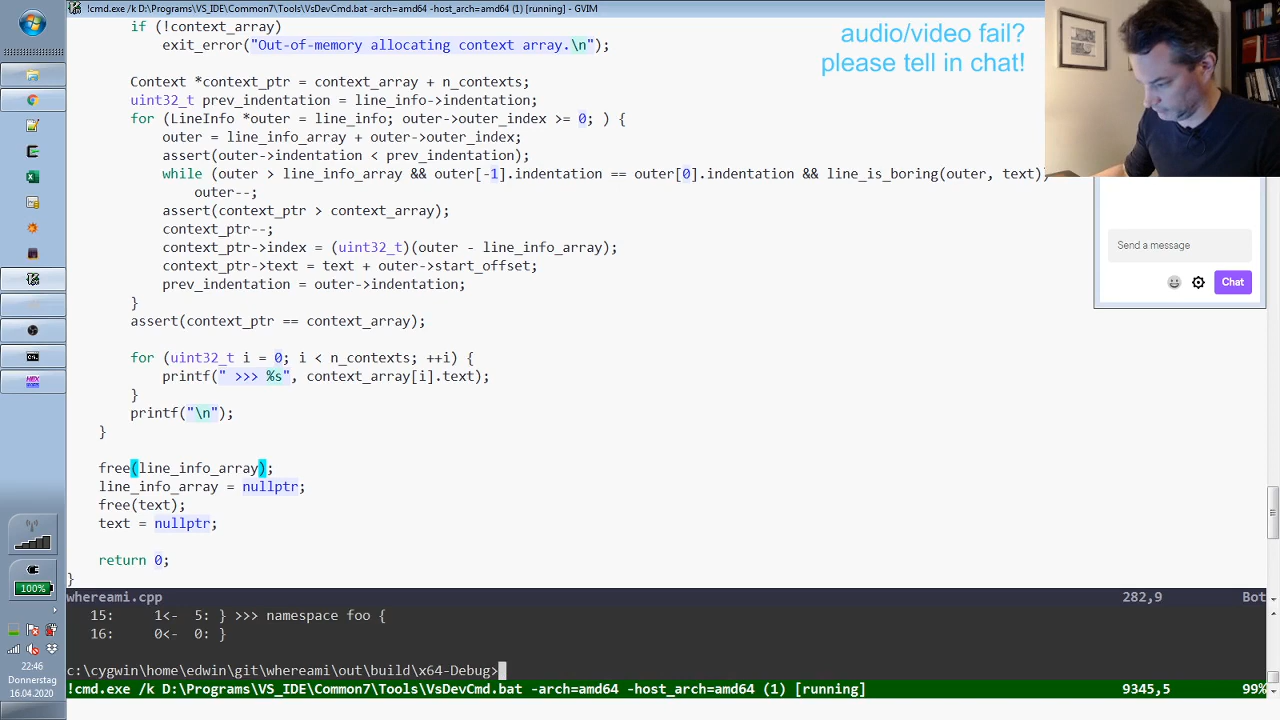 !cmd.exe /k D:\Programs\VS_IDE\Common7\Tools\VsDevCmd.bat -arch=amd64 -host_arch=amd64 (1) [running] - GVIM
if (!context_array)
exit_error("Out-of-memory allocating context array.\n");
Context *context_ptr = context_array + n_contexts;
uint32_t prev_indentation = line_info->indentation;
for (LineInfo *outer = line_info; outer->outer_index >= 0; ) {
outer = line_info_array + outer->outer_index;
assert(outer->indentation < prev_indentation);
while (outer > line_info_array && outer[-1].indentation == outer[0].indentation && line_is_boring(outer, text))
outer--;
assert(context_ptr > context_array);
context_ptr--;
context_ptr->index = (uint32_t)(outer - line_info_array);
context_ptr->text = text + outer->start_offset;
prev_indentation = outer->indentation;
}
assert(context_ptr == context_array);
for (uint32_t i = 0; i < n_contexts; ++i) {
printf(" >>> %s", context_array[i].text);
}
printf("\n");
}
free(line_info_array);
line_info_array = nullptr;
free(text);
text = nullptr;
return 0;
}
whereami.cpp 282,9 Bot
15: 1<- 5: } >>> namespace foo {
16: 0<- 0: }
c:\cygwin\home\edwin\git\whereami\out\build\x64-Debug>
!cmd.exe /k D:\Programs\VS_IDE\Common7\Tools\VsDevCmd.bat -arch=amd64 -host_arch=amd64 (1) [running] 9345,5 99%
audio/video fail?
please tell in chat!
Send a message
Chat
HEX
100%
22:46
Donnerstag
16.04.2020